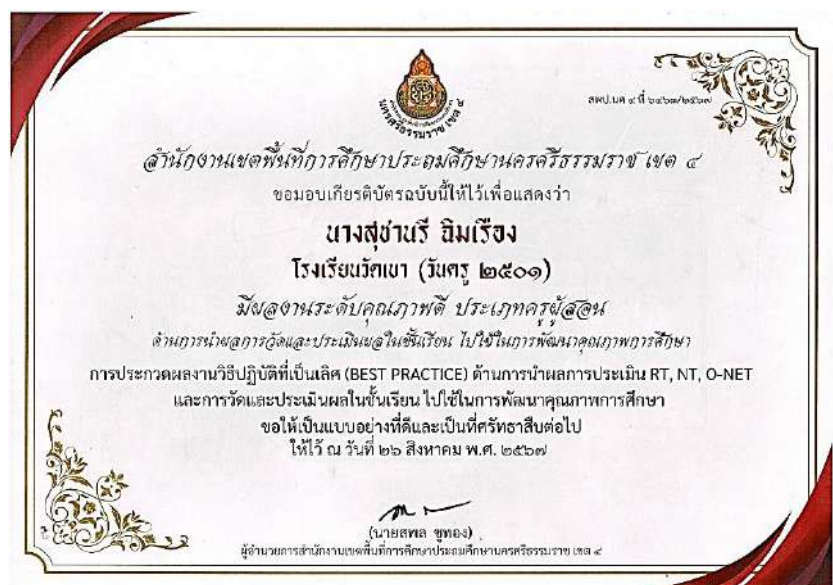 สพป.นศ ๔ ที่ ๖๔๖๓/๒๕๖๗
นครศรีธรรมราช เขต ๔
สำนักงานเขตพื้นที่การศึกษาประถมศึกษานครศรีธรรมราช เขต ๔
ขอมอบเกียรติบัตรฉบับนี้ให้ไว้เพื่อแสดงว่า
นางสุชานรี ฉิมเรือง
โรงเรียนวัดเขา (วันครู ๒๕๐๑)
มีผลงานระดับคุณภาพดี ประเภทครูผู้สอน
ด้านการนำผลการวัดและประเมินผลในชั้นเรียน ไปใช้ในการพัฒนาคุณภาพการศึกษา
การประกวดผลงานวิธีปฏิบัติที่เป็นเลิศ (BEST PRACTICE) ด้านการนำผลการประเมิน RT, NT, O-NET
และการวัดและประเมินผลในชั้นเรียน ไปใช้ในการพัฒนาคุณภาพการศึกษา
ขอให้เป็นแบบอย่างที่ดีและเป็นที่ศรัทธาสืบต่อไป
ให้ไว้ ณ วันที่ ๒๖ สิงหาคม พ.ศ. ๒๕๖๗
(นายสพล ชูทอง)
ผู้อำนวยการสำนักงานเขตพื้นที่การศึกษาประถมศึกษานครศรีธรรมราช เขต ๔